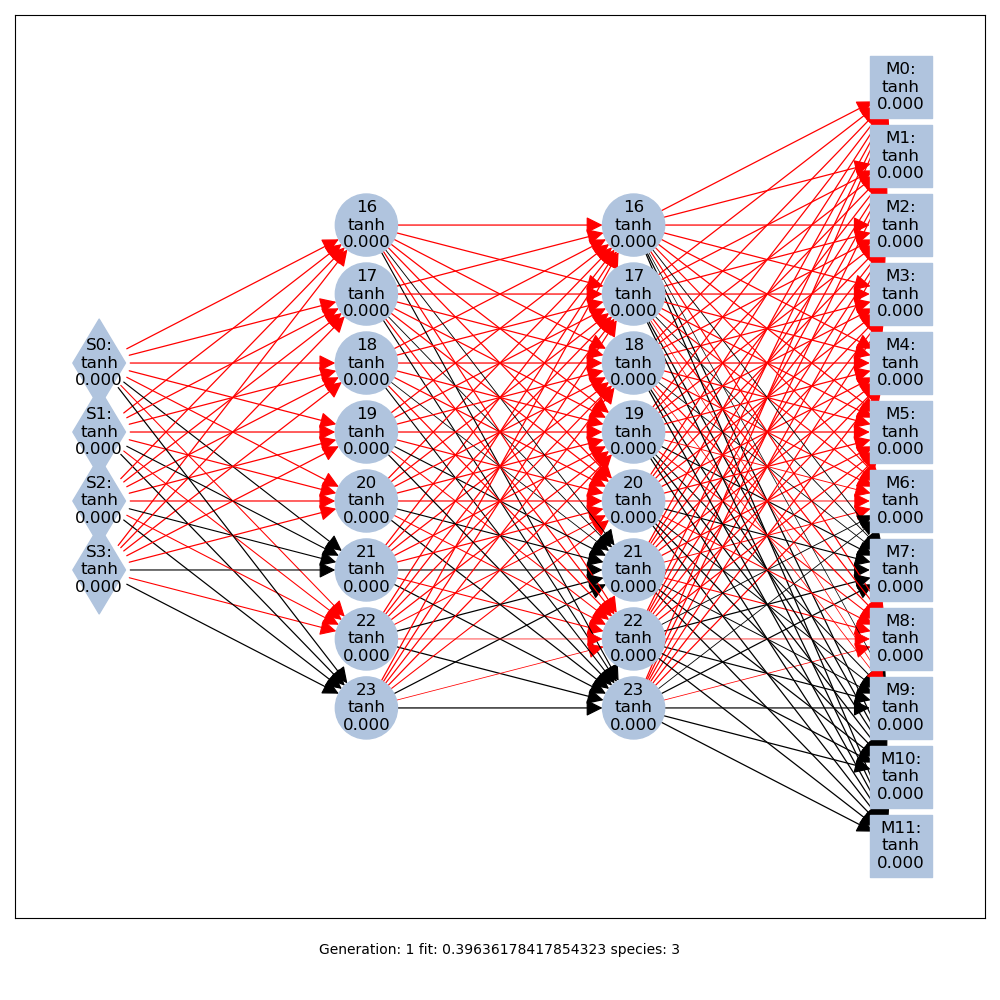 M0:
tanh
0.000
M1:
tanh
0.000
16
tanh
0.000
16
tanh
0.000
M2:
tanh
0.000
17
tanh
0.000
17
tanh
0.000
M3:
tanh
0.000
S0:
tanh
0.000
18
tanh
0.000
18
tanh
0.000
M4:
tanh
0.000
S1:
tanh
0.000
19
tanh
0.000
19
tanh
0.000
M5:
tanh
0.000
S2:
tanh
0.000
20
tanh
0.000
20
tanh
0.000
M6:
tanh
0.000
S3:
tanh
0.000
21
tanh
0.000
21
tanh
0.000
M7:
tanh
0.000
22
tanh
0.000
22
tanh
0.000
M8:
tanh
0.000
23
tanh
0.000
23
tanh
0.000
M9:
tanh
0.000
M10:
tanh
0.000
M11:
tanh
0.000
Generation: 1 fit: 0.39636178417854323 species: 3